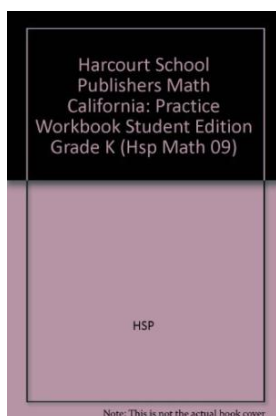 Harcourt School
Publishers Math
California: Practice
Workbook Student Edition
Grade K (Hsp Math 09)
HSP
Note: This is not the actual book cover